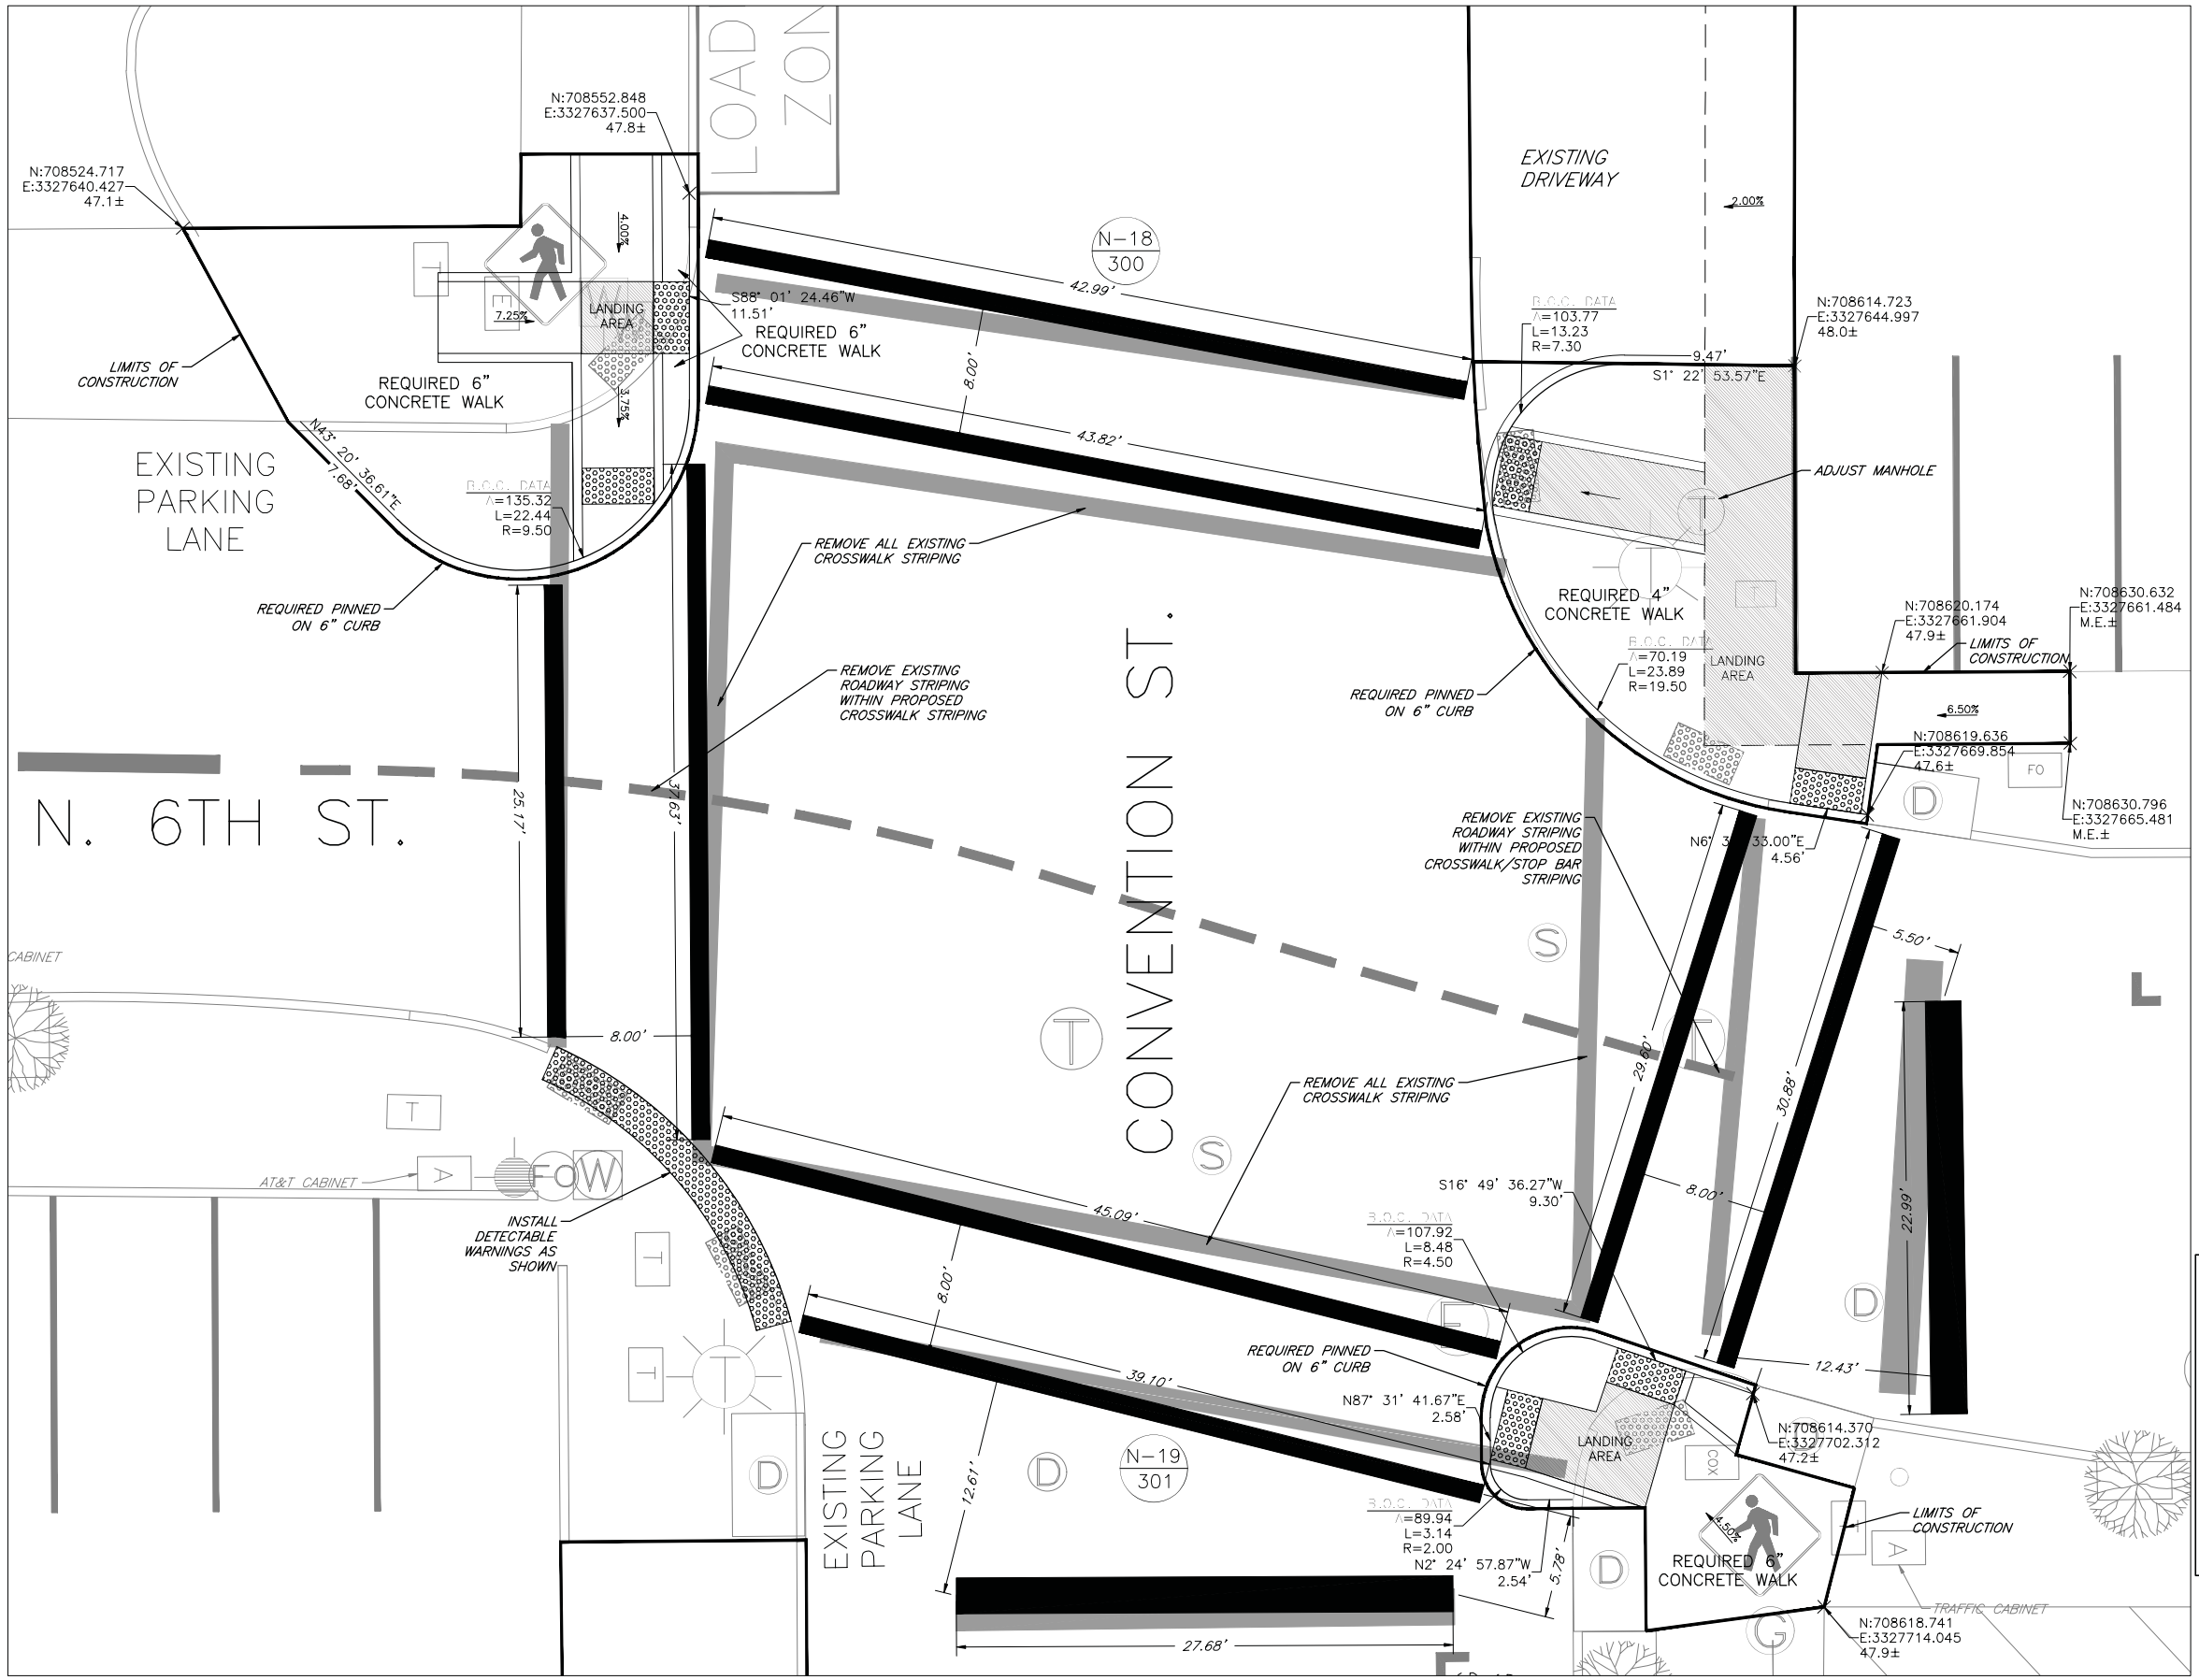 LOAD
ZON
N:708552.848
E:3327637.500
47.8±
N:708524.717
E:3327640.427
47.1±
EXISTING
DRIVEWAY
2.00%
N-18
300
42.99'
4.00%
S88° 01' 24.46"W
11.51'
REQUIRED 6"
CONCRETE WALK
7.25%
E
T
W
LANDING
AREA
3.75%
8.00'
B.O.C. DATA
Δ=103.77
L=13.23
R=7.30
N:708614.723
E:3327644.997
48.0±
9.47'
S1° 22' 53.57"E
LIMITS OF
CONSTRUCTION
REQUIRED 6"
CONCRETE WALK
N43° 20' 36.61"E
7.68'
43.82'
EXISTING
PARKING
LANE
B.O.C. DATA
Δ=135.32
L=22.44
R=9.50
ADJUST MANHOLE
T
T
T
REMOVE ALL EXISTING
CROSSWALK STRIPING
REQUIRED PINNED
ON 6" CURB
REQUIRED 4"
CONCRETE WALK
N:708620.174
E:3327661.904
47.9±
N:708630.632
E:3327661.484
M.E.±
LIMITS OF
CONSTRUCTION
B.O.C. DATA
Δ=70.19
L=23.89
R=19.50
LANDING
AREA
REMOVE EXISTING
ROADWAY STRIPING
WITHIN PROPOSED
CROSSWALK STRIPING
REQUIRED PINNED
ON 6" CURB
6.50%
N:708619.636
E:3327669.854
47.6±
FO
D
N:708630.796
E:3327665.481
M.E.±
N. 6TH ST.
25.17'
37.63'
CONVENTION ST.
REMOVE EXISTING
ROADWAY STRIPING
WITHIN PROPOSED
CROSSWALK/STOP BAR
STRIPING
N6° 33.00"E
4.56'
S
5.50'
CABINET
8.00'
T
T
29.60'
30.88'
REMOVE ALL EXISTING
CROSSWALK STRIPING
T
S
AT&T CABINET
A
FO
W
S16° 49' 36.27"W
9.30'
8.00'
22.99'
45.09'
INSTALL
DETECTABLE
WARNINGS AS
SHOWN
T
B.O.C. DATA
Δ=107.92
L=8.48
R=4.50
8.00'
D
E
REQUIRED PINNED
ON 6" CURB
12.43'
T
T
39.10'
N87° 31' 41.67"E
2.58'
LANDING
AREA
COX
N:708614.370
E:3327702.312
47.2±
EXISTING
PARKING
LANE
D
12.61'
D
N-19
301
B.O.C. DATA
Δ=89.94
L=3.14
R=2.00
N2° 24' 57.87"W
2.54'
5.78'
D
4.50%
REQUIRED 6"
CONCRETE WALK
LIMITS OF
CONSTRUCTION
A
TRAFFIC CABINET
G
N:708618.741
E:3327714.045
47.9±
27.68'